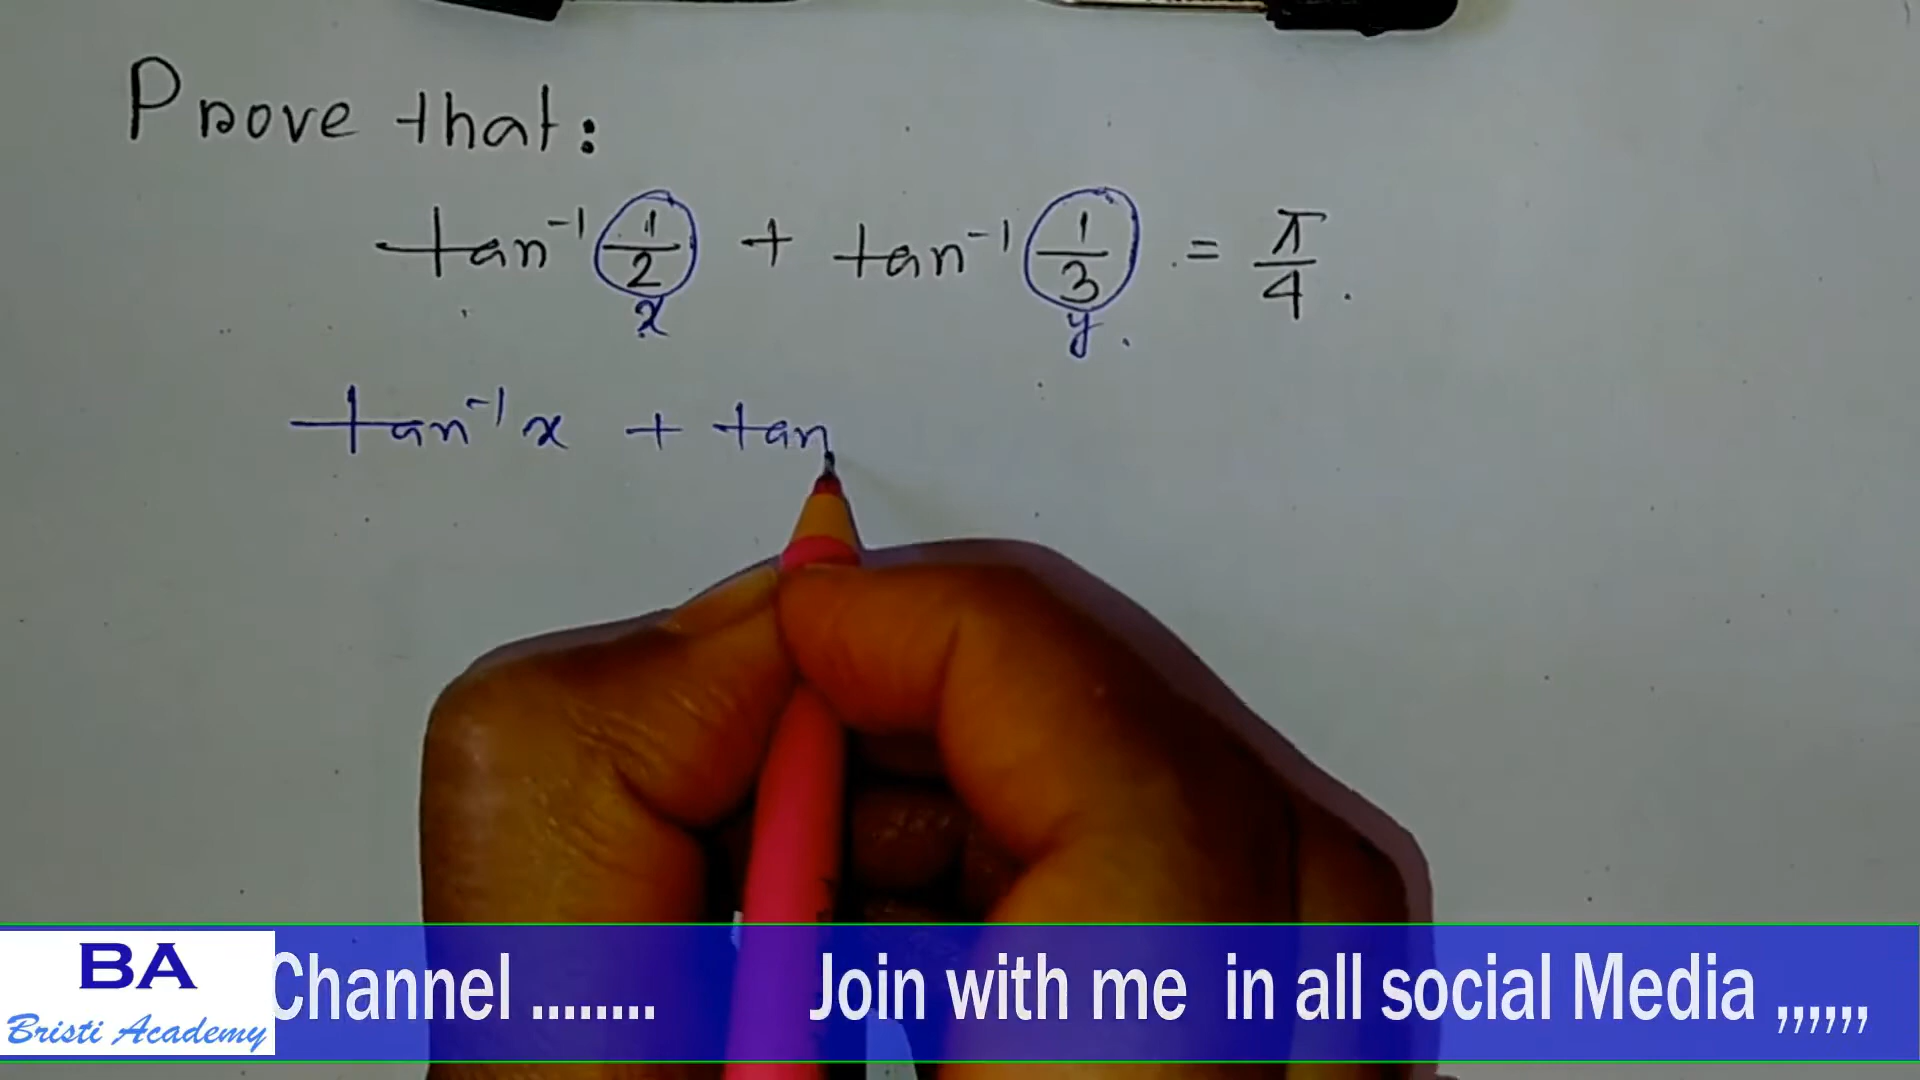 Prove that:
tan⁻¹ 1/2 + tan⁻¹ 1/3 = π/4 .
x y .
tan⁻¹ x + tan
BA
Bristi Academy
Channel ........ Join with me in all social Media ,,,,,,